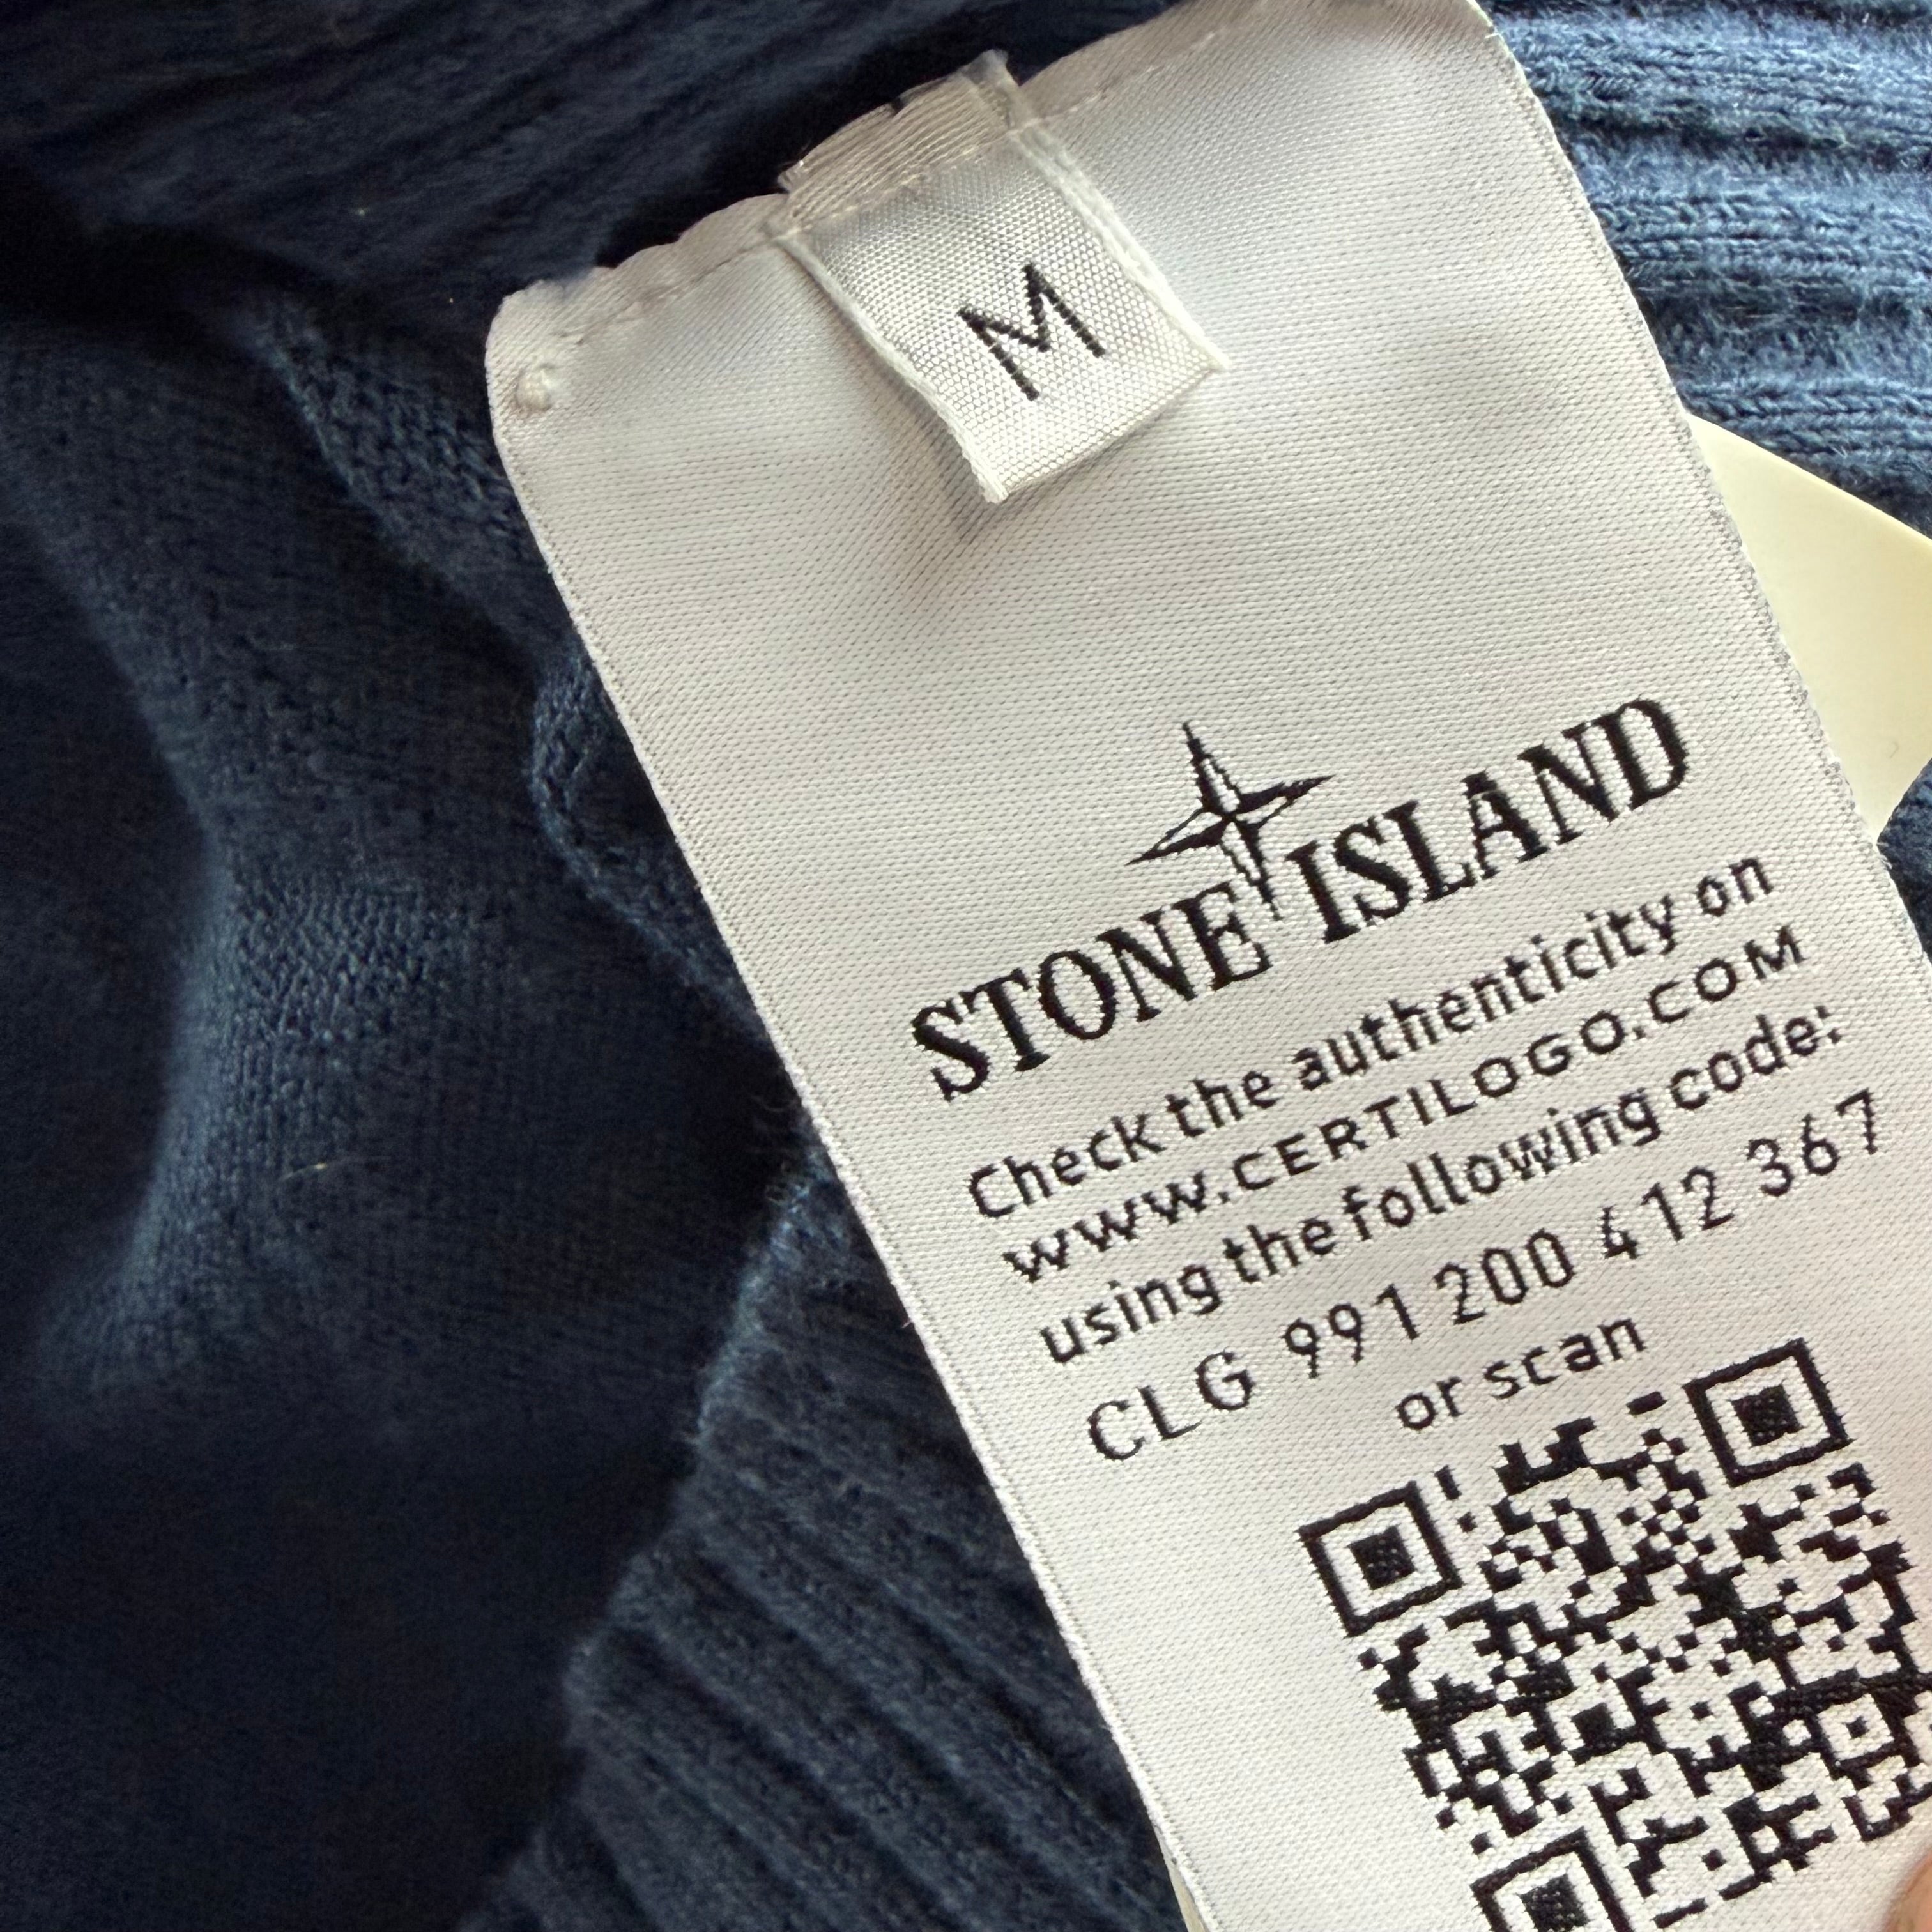 M
STONE ISLAND
Check the authenticity on
www.CERTILOGO.COM
using the following code:
CLG 991 200 412 367
or scan